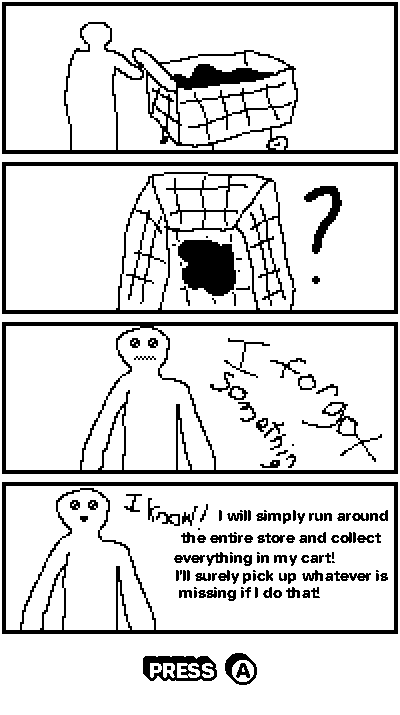 ?
I forgot
somethin
I know! I will simply run around
the entire store and collect
everything in my cart!
I'll surely pick up whatever is
missing if I do that!
PRESS A